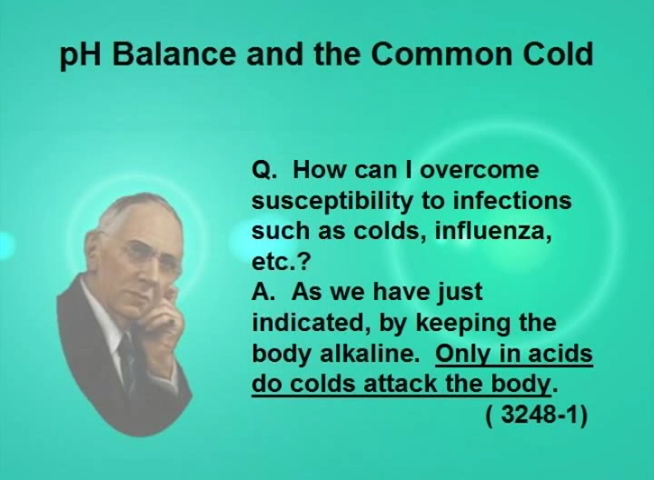 pH Balance and the Common Cold
Q.  How can I overcome
susceptibility to infections
such as colds, influenza,
etc.?
A.  As we have just
indicated, by keeping the
body alkaline.  Only in acids
do colds attack the body.
( 3248-1)